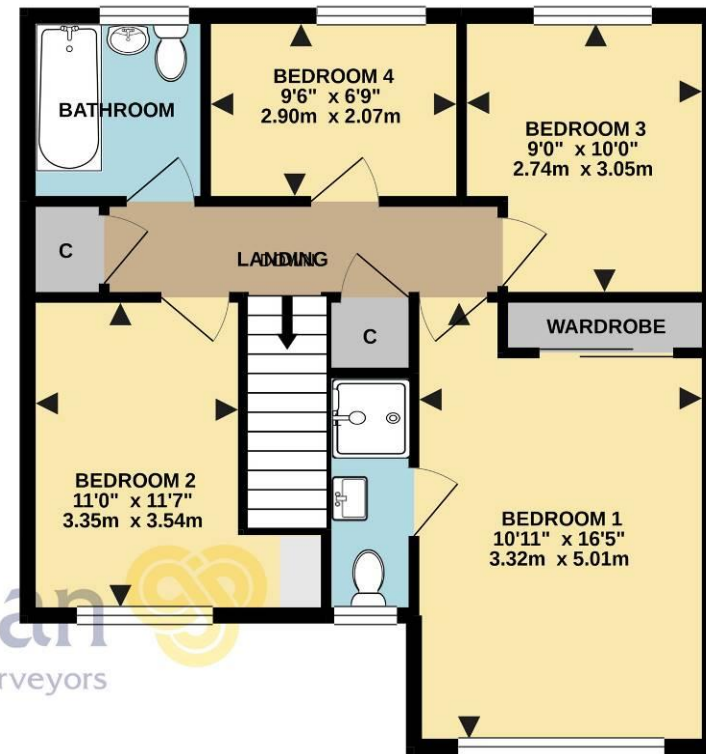 BATHROOM
BEDROOM 4
9'6" x 6'9"
2.90m x 2.07m
BEDROOM 3
9'0" x 10'0"
2.74m x 3.05m
C
LANDING
DOWN
C
WARDROBE
BEDROOM 2
11'0" x 11'7"
3.35m x 3.54m
BEDROOM 1
10'11" x 16'5"
3.32m x 5.01m
an
rveyors